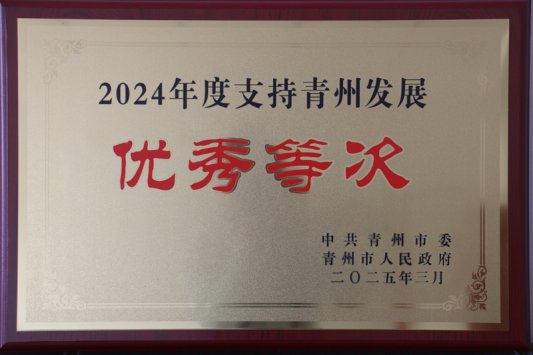 2024年度支持青州发展
优秀等次
中共青州市委
青州市人民政府
二〇二五年三月